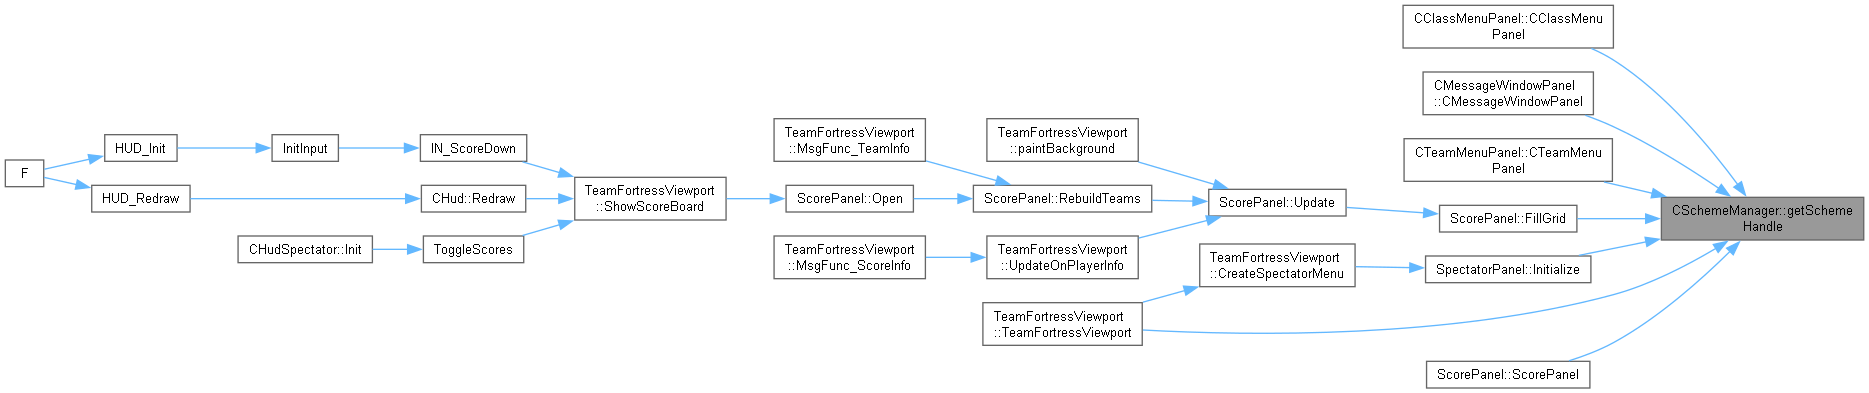 F
HUD_Init
HUD_Redraw
InitInput
CHudSpectator::Init
IN_ScoreDown
CHud::Redraw
ToggleScores
TeamFortressViewport
::ShowScoreBoard
TeamFortressViewport
::MsgFunc_TeamInfo
ScorePanel::Open
TeamFortressViewport
::MsgFunc_ScoreInfo
TeamFortressViewport
::paintBackground
ScorePanel::RebuildTeams
TeamFortressViewport
::UpdateOnPlayerInfo
TeamFortressViewport
::TeamFortressViewport
ScorePanel::Update
TeamFortressViewport
::CreateSpectatorMenu
CClassMenuPanel::CClassMenu
Panel
CMessageWindowPanel
::CMessageWindowPanel
CTeamMenuPanel::CTeamMenu
Panel
ScorePanel::FillGrid
SpectatorPanel::Initialize
ScorePanel::ScorePanel
CSchemeManager::getScheme
Handle